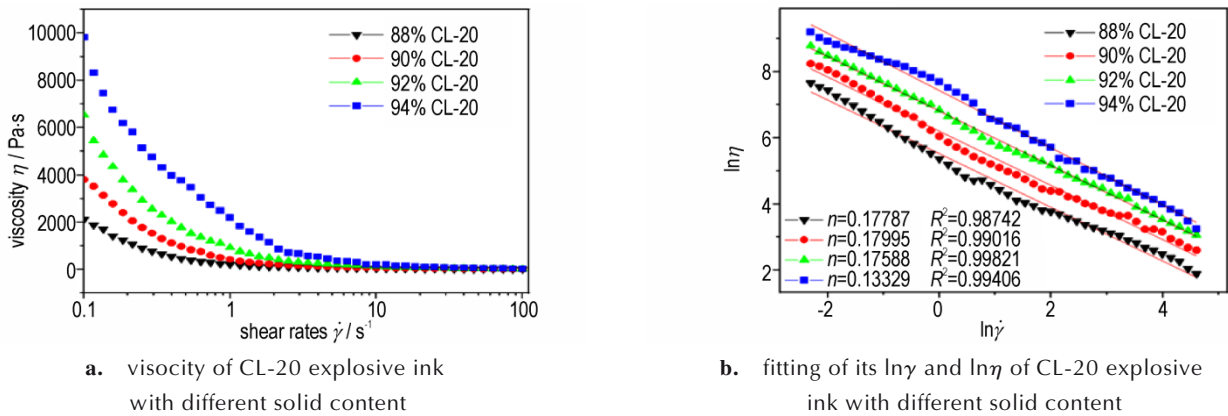 10000
8000
6000
4000
2000
0
viscosity η / Pa·s
88% CL-20
90% CL-20
92% CL-20
94% CL-20
0.1 1 10 100
shear rates γ̇ / s⁻¹
a. visocity of CL-20 explosive ink
with different solid content
8
6
4
2
lnη
88% CL-20
90% CL-20
92% CL-20
94% CL-20
n=0.17787 R²=0.98742
n=0.17995 R²=0.99016
n=0.17588 R²=0.99821
n=0.13329 R²=0.99406
-2 0 2 4
lnγ̇
b. fitting of its lnγ and lnη of CL-20 explosive
ink with different solid content